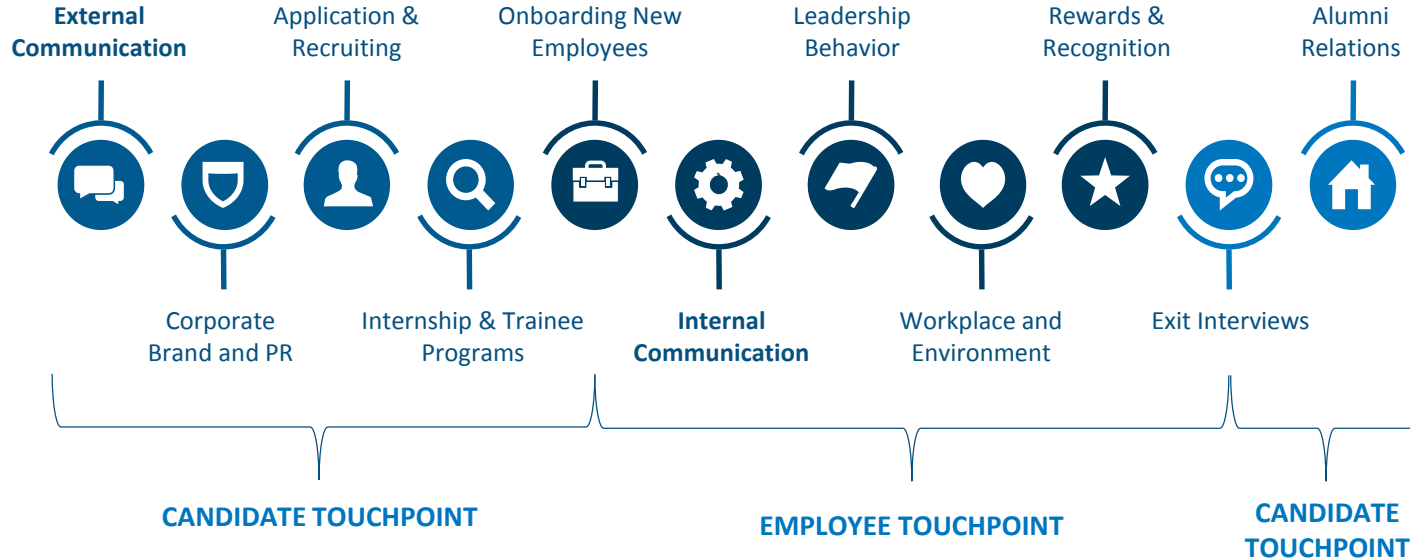 External
Communication
Application &
Recruiting
Onboarding New
Employees
Leadership
Behavior
Rewards &
Recognition
Alumni
Relations
Corporate
Brand and PR
Internship & Trainee
Programs
Internal
Communication
Workplace and
Environment
Exit Interviews
CANDIDATE TOUCHPOINT
EMPLOYEE TOUCHPOINT
CANDIDATE
TOUCHPOINT